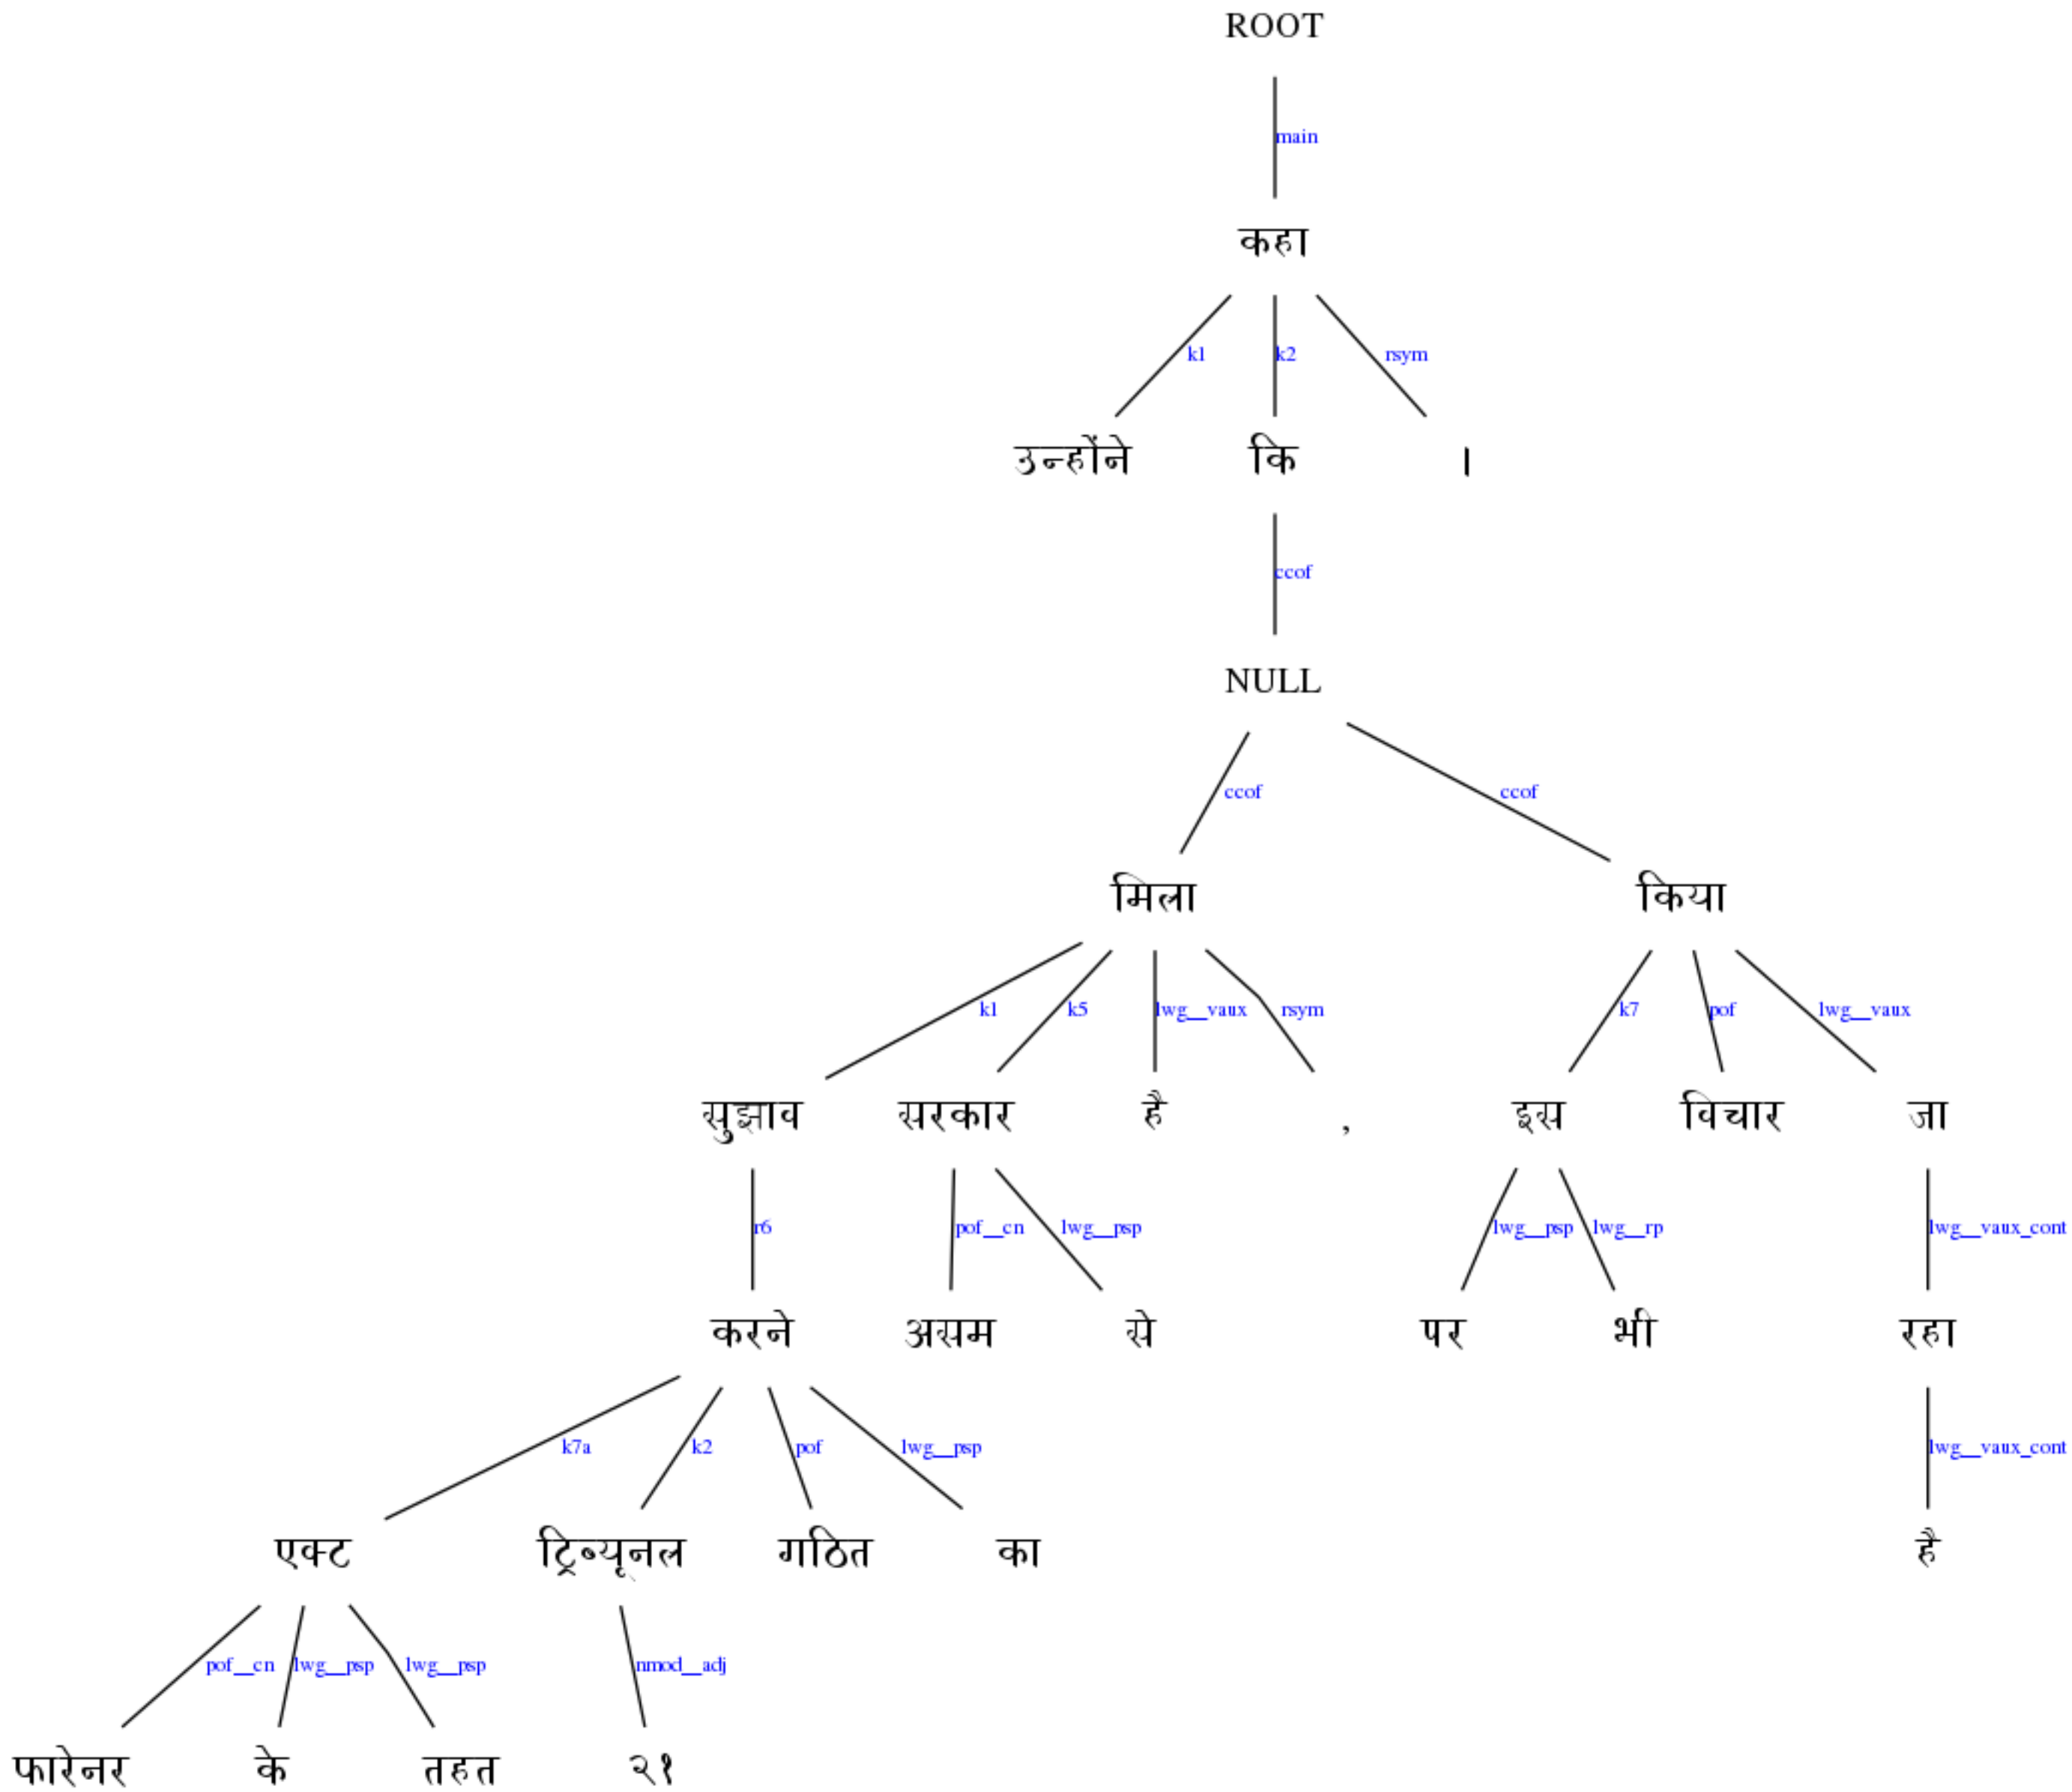 ROOT
main
कहा
k1 k2 rsym
उन्होंने कि ।
ccof
NULL
ccof ccof
मिला किया
k1 k5 lwg__vaux rsym k7 pof lwg__vaux
सुझाव सरकार है , इस विचार जा
r6 pof__cn lwg__psp lwg__psp lwg__rp lwg__vaux_cont
करने असम से पर भी रहा
k7a k2 pof lwg__psp lwg__vaux_cont
एक्ट ट्रिब्यूनल गठित का है
pof__cn lwg__psp lwg__psp nmod__adj
फारेनर के तहत २१